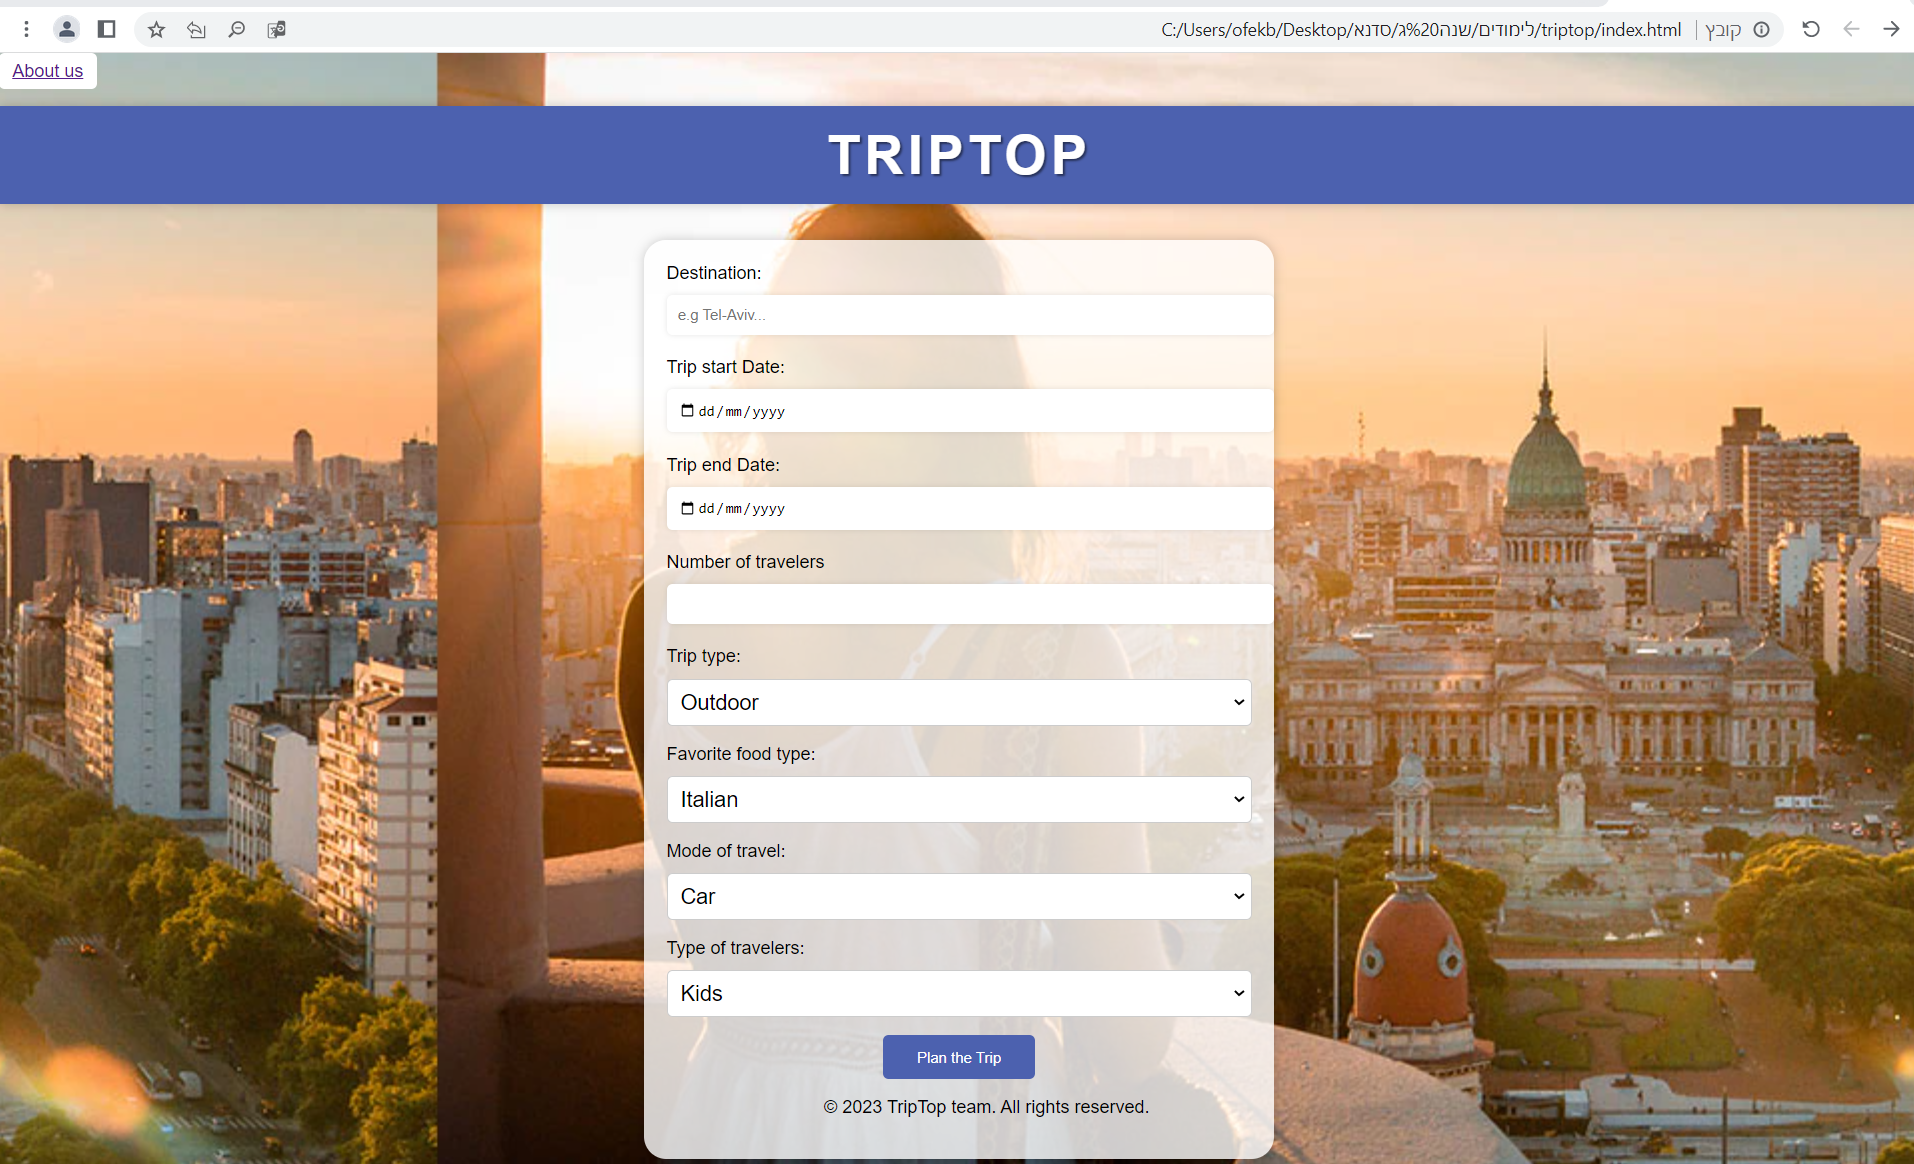 C:/Users/ofekb/Desktop/לימודים/שנה%20ג/סדנא/triptop/index.html
קובץ
About us
TRIPTOP
Destination:
e.g Tel-Aviv...
Trip start Date:
dd/mm/yyyy
Trip end Date:
dd/mm/yyyy
Number of travelers
Trip type:
Outdoor
Favorite food type:
Italian
Mode of travel:
Car
Type of travelers:
Kids
Plan the Trip
© 2023 TripTop team. All rights reserved.